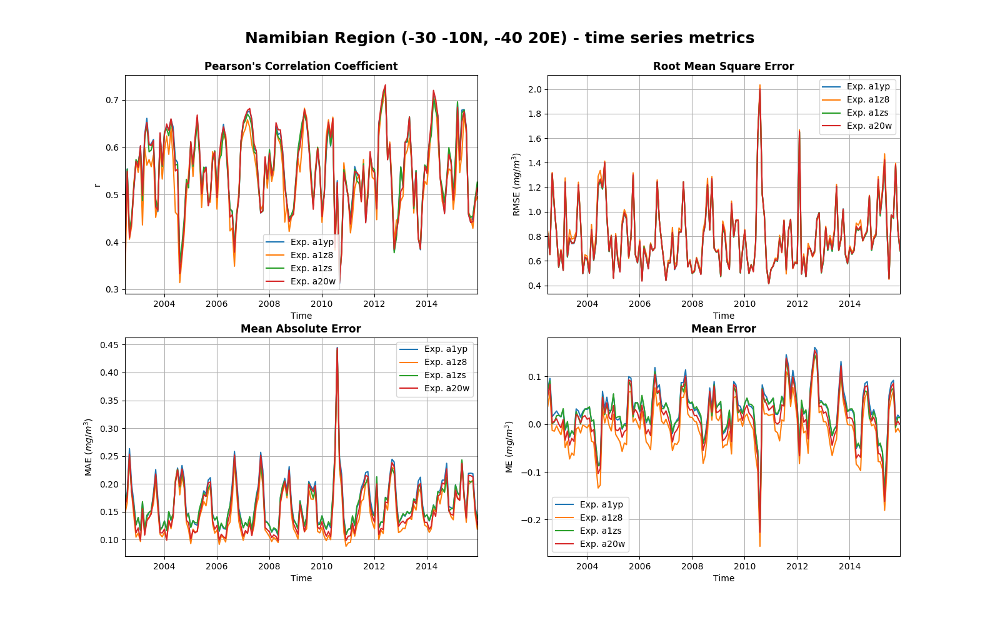 Namibian Region (-30 -10N, -40 20E) - time series metrics
Pearson's Correlation Coefficient
r
0.7
0.6
0.5
0.4
0.3
Exp. a1yp
Exp. a1z8
Exp. a1zs
Exp. a20w
2004 2006 2008 2010 2012 2014
Time
Root Mean Square Error
RMSE (mg/m³)
2.0
1.8
1.6
1.4
1.2
1.0
0.8
0.6
0.4
Exp. a1yp
Exp. a1z8
Exp. a1zs
Exp. a20w
2004 2006 2008 2010 2012 2014
Time
Mean Absolute Error
MAE (mg/m³)
0.45
0.40
0.35
0.30
0.25
0.20
0.15
0.10
Exp. a1yp
Exp. a1z8
Exp. a1zs
Exp. a20w
2004 2006 2008 2010 2012 2014
Time
Mean Error
ME (mg/m³)
0.1
0.0
−0.1
−0.2
Exp. a1yp
Exp. a1z8
Exp. a1zs
Exp. a20w
2004 2006 2008 2010 2012 2014
Time